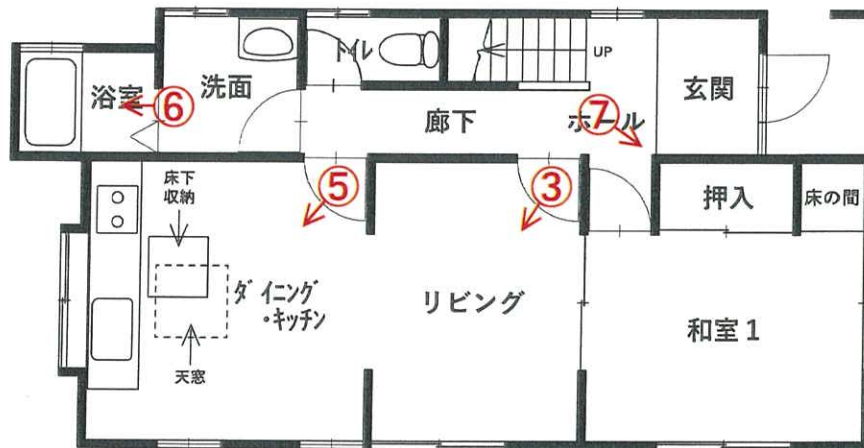 トイレ
UP
浴室
⑥
洗面
廊下
ホール
⑦
玄関
床下
収納
⑤
③
押入
床の間
ダイニング
・キッチン
リビング
和室1
天窓